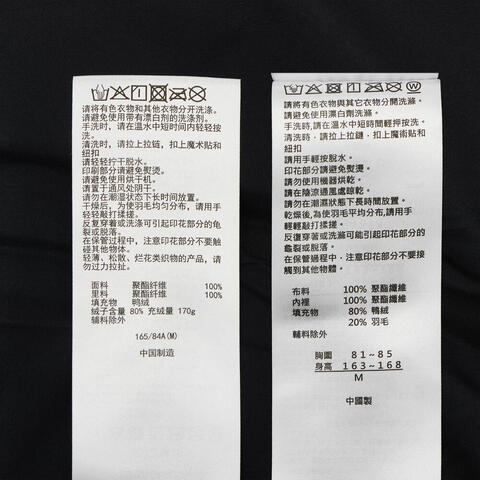 请将有色衣物和其他衣物分开洗涤.
请避免使用带有漂白剂的洗涤剂.
手洗时, 请在温水中短时间内轻轻按洗.
清洗时, 请拉上拉链, 扣上魔术贴和纽扣
请轻轻拧干脱水.
印刷部分请避免熨烫.
请避免使用烘干机.
请置于通风处阴干.
请勿在潮湿状态下长时间放置.
干燥后, 为使羽毛均匀分布, 请用手轻轻敲打揉搓.
反复穿着或洗涤可引起印花部分的龟裂或脱落.
在保管过程中, 注意印花部分不要触碰其他物体.
轻薄、松散、烂花类织物的产品, 请勿过力拉扯.
面料 聚酯纤维 100%
里料 聚酯纤维 100%
填充物 鸭绒
绒子含量 80% 充绒量 170g
辅料除外
165/84A(M)
中国制造
請將有色衣物與其它衣物分開洗滌.
請避免使用漂白劑洗滌.
手洗時, 請在温水中短時間輕押按洗.
清洗時, 請拉上拉鏈, 扣上魔術貼和紐扣
請用手輕按脫水.
印花部分請避免熨燙.
請勿使用機器烘乾.
請在陰涼通風處晾乾.
請勿在潮濕狀態下長時間放置.
乾燥後, 為使羽毛均勻分布, 請用手輕輕敲打揉搓.
反復穿着或洗滌可能引起印花部分的龜裂或脫落.
在保管過程中, 注意印花部分不要接觸到其他物體.
布料 100% 聚酯纖維
內裡 100% 聚酯纖維
填充物 80% 鴨絨
20% 羽毛
輔料除外
胸圍 81~85
身高 163~168
M
中國製